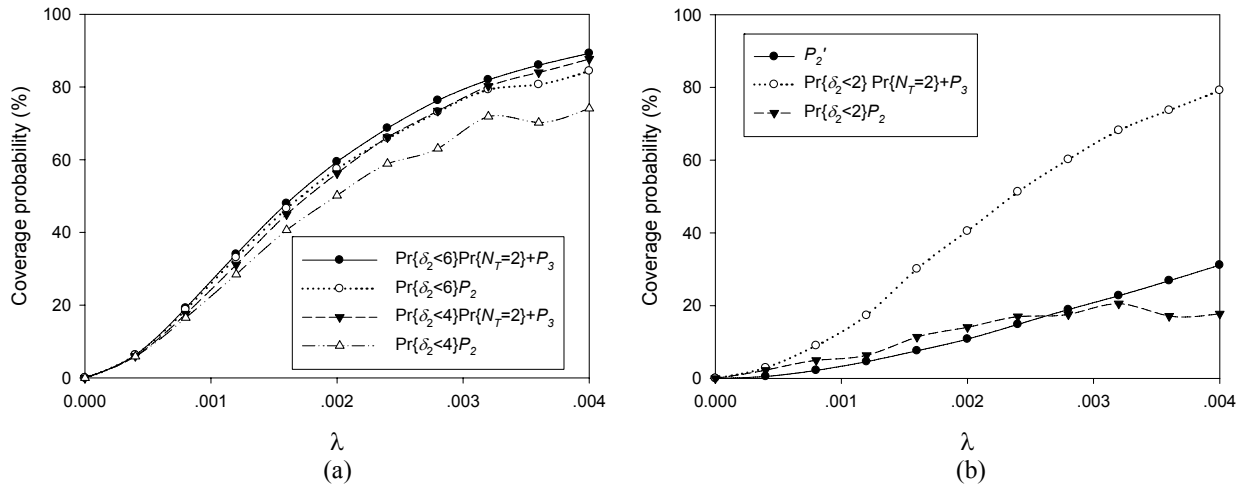 Coverage probability (%)
100
80
60
40
20
0
Pr{δ₂<6}Pr{N_T=2}+P₃
Pr{δ₂<6}P₂
Pr{δ₂<4}Pr{N_T=2}+P₃
Pr{δ₂<4}P₂
0.000 .001 .002 .003 .004
λ
(a)
Coverage probability (%)
100
80
60
40
20
0
P₂'
Pr{δ₂<2} Pr{N_T=2}+P₃
Pr{δ₂<2}P₂
0.000 .001 .002 .003 .004
λ
(b)